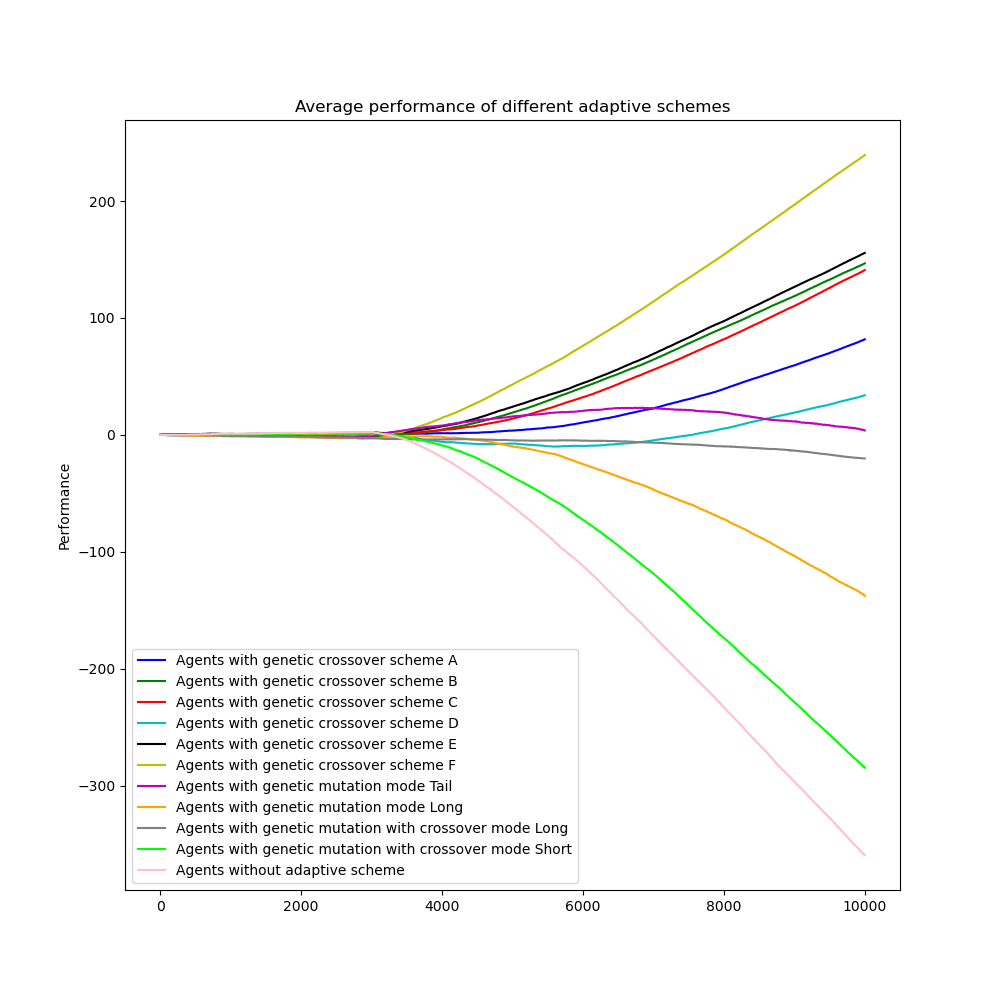 Average performance of different adaptive schemes
200
100
0
−100
−200
−300
Performance
Agents with genetic crossover scheme A
Agents with genetic crossover scheme B
Agents with genetic crossover scheme C
Agents with genetic crossover scheme D
Agents with genetic crossover scheme E
Agents with genetic crossover scheme F
Agents with genetic mutation mode Tail
Agents with genetic mutation mode Long
Agents with genetic mutation with crossover mode Long
Agents with genetic mutation with crossover mode Short
Agents without adaptive scheme
0 2000 4000 6000 8000 10000